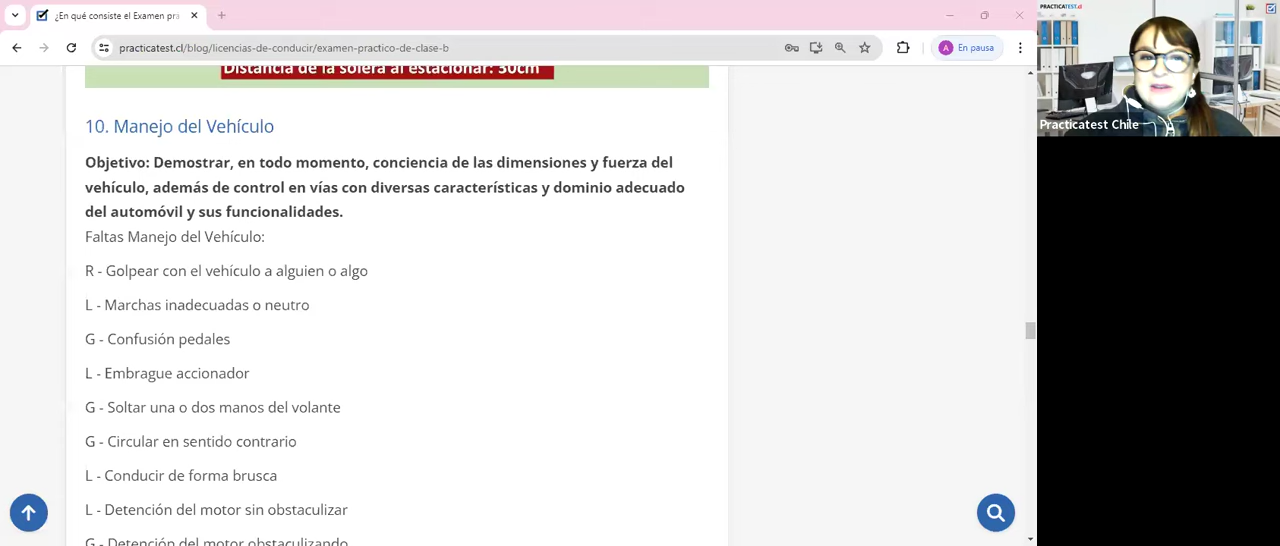 ¿En qué consiste el Examen pra
practicatest.cl/blog/licencias-de-conducir/examen-practico-de-clase-b
A
En pausa
PRACTICATEST.cl
Practicatest Chile
Distancia de la solera al estacionar: 30cm
10. Manejo del Vehículo
Objetivo: Demostrar, en todo momento, conciencia de las dimensiones y fuerza del
vehículo, además de control en vías con diversas características y dominio adecuado
del automóvil y sus funcionalidades.
Faltas Manejo del Vehículo:
R - Golpear con el vehículo a alguien o algo
L - Marchas inadecuadas o neutro
G - Confusión pedales
L - Embrague accionador
G - Soltar una o dos manos del volante
G - Circular en sentido contrario
L - Conducir de forma brusca
L - Detención del motor sin obstaculizar
G - Detención del motor obstaculizando